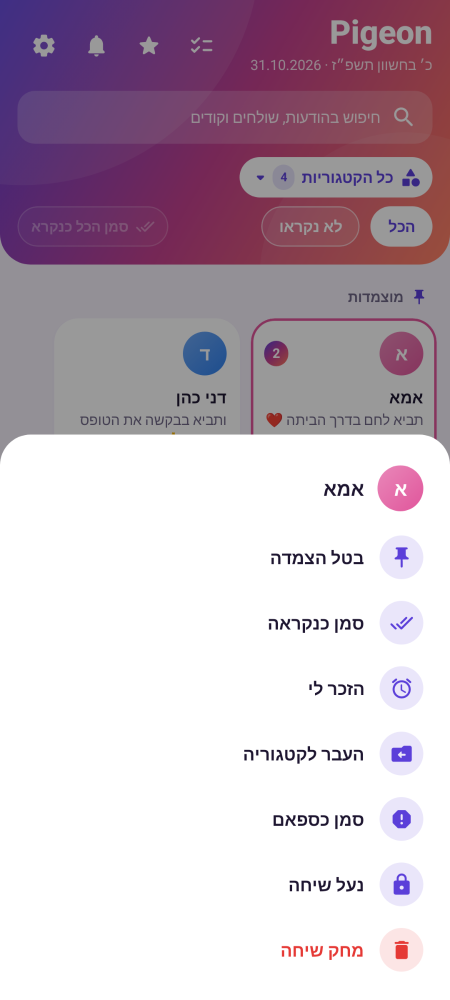 Pigeon
כ׳ בחשוון תשפ״ז · 31.10.2026
חיפוש בהודעות, שולחים וקודים
כל הקטגוריות 4
הכל
לא נקראו
סמן הכל כנקרא
מוצמדות
א
2
אמא
תביא לחם בדרך הביתה ❤️
ד
דני כהן
ותביא בבקשה את הטופס
א
אמא
בטל הצמדה
סמן כנקראה
הזכר לי
העבר לקטגוריה
סמן כספאם
נעל שיחה
מחק שיחה